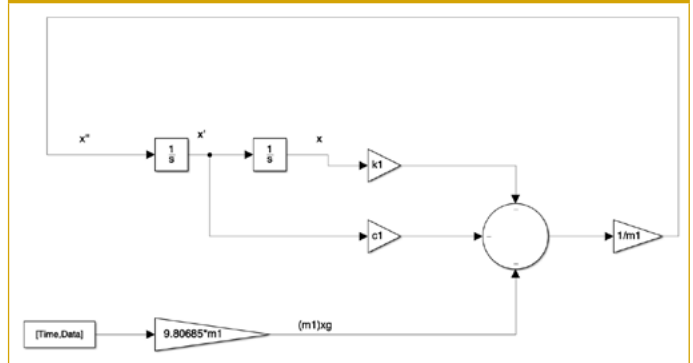 x"
1
s
x'
1
s
x
k1
c1
1/m1
[Time,Data]
9.80685*m1
(m1)xg